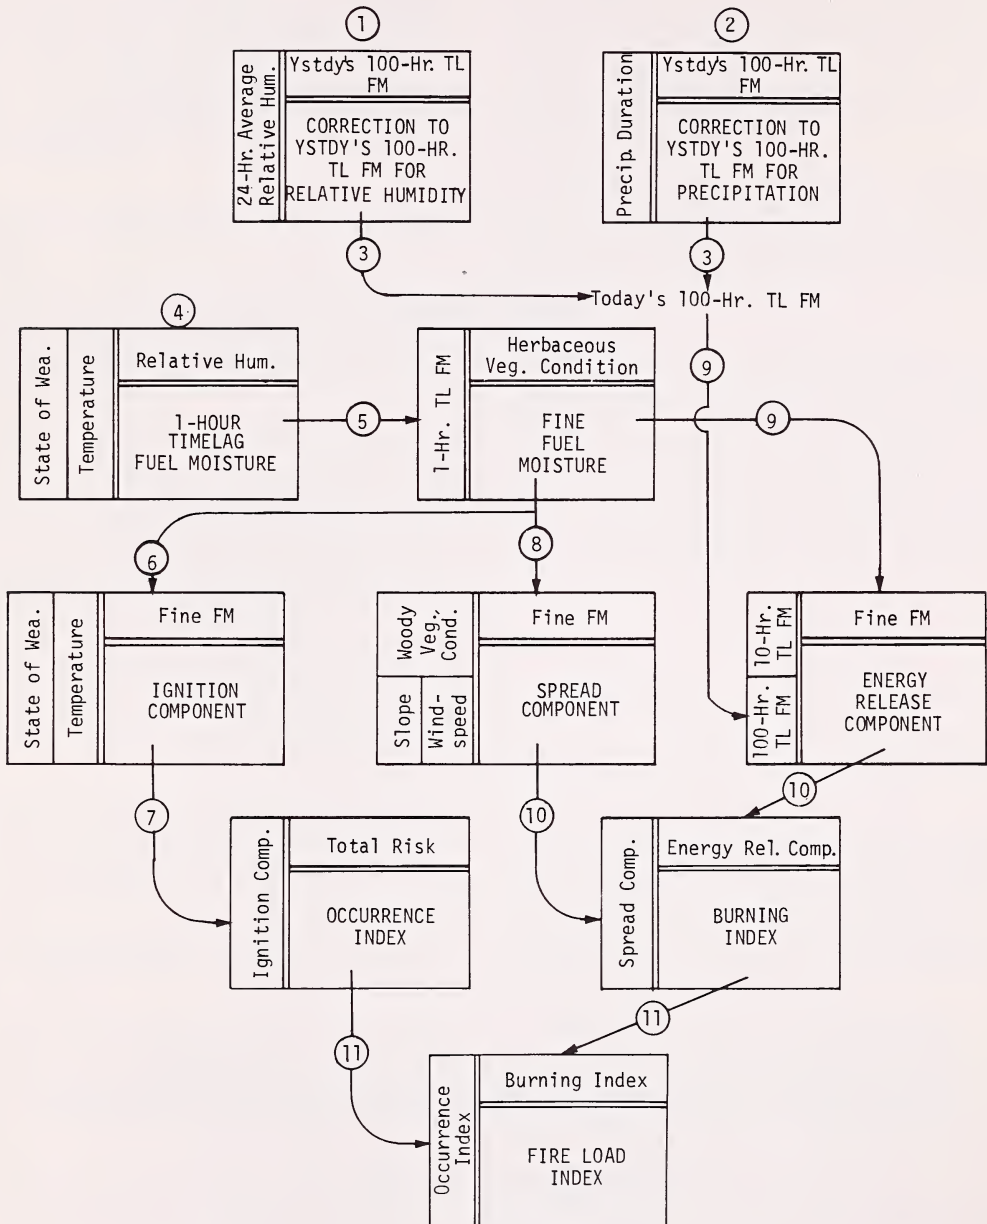 1
2
24-Hr. Average
Relative Hum.
Ystdy's 100-Hr. TL
FM
CORRECTION TO
YSTDY'S 100-HR.
TL FM FOR
RELATIVE HUMIDITY
Precip. Duration
Ystdy's 100-Hr. TL
FM
CORRECTION TO
YSTDY'S 100-HR.
TL FM FOR
PRECIPITATION
3
3
Today's 100-Hr. TL FM
4
State of Wea.
Temperature
Relative Hum.
1-HOUR
TIMELAG
FUEL MOISTURE
5
1-Hr. TL FM
Herbaceous
Veg. Condition
FINE
FUEL
MOISTURE
9
9
6
8
State of Wea.
Temperature
Fine FM
IGNITION
COMPONENT
Woody
Veg.,
Cond.
Slope
Wind-
speed
Fine FM
SPREAD
COMPONENT
10-Hr.
TL FM
100-Hr.
TL FM
Fine FM
ENERGY
RELEASE
COMPONENT
7
10
10
Ignition Comp.
Total Risk
OCCURRENCE
INDEX
Spread Comp.
Energy Rel. Comp.
BURNING
INDEX
11
11
Occurrence
Index
Burning Index
FIRE LOAD
INDEX